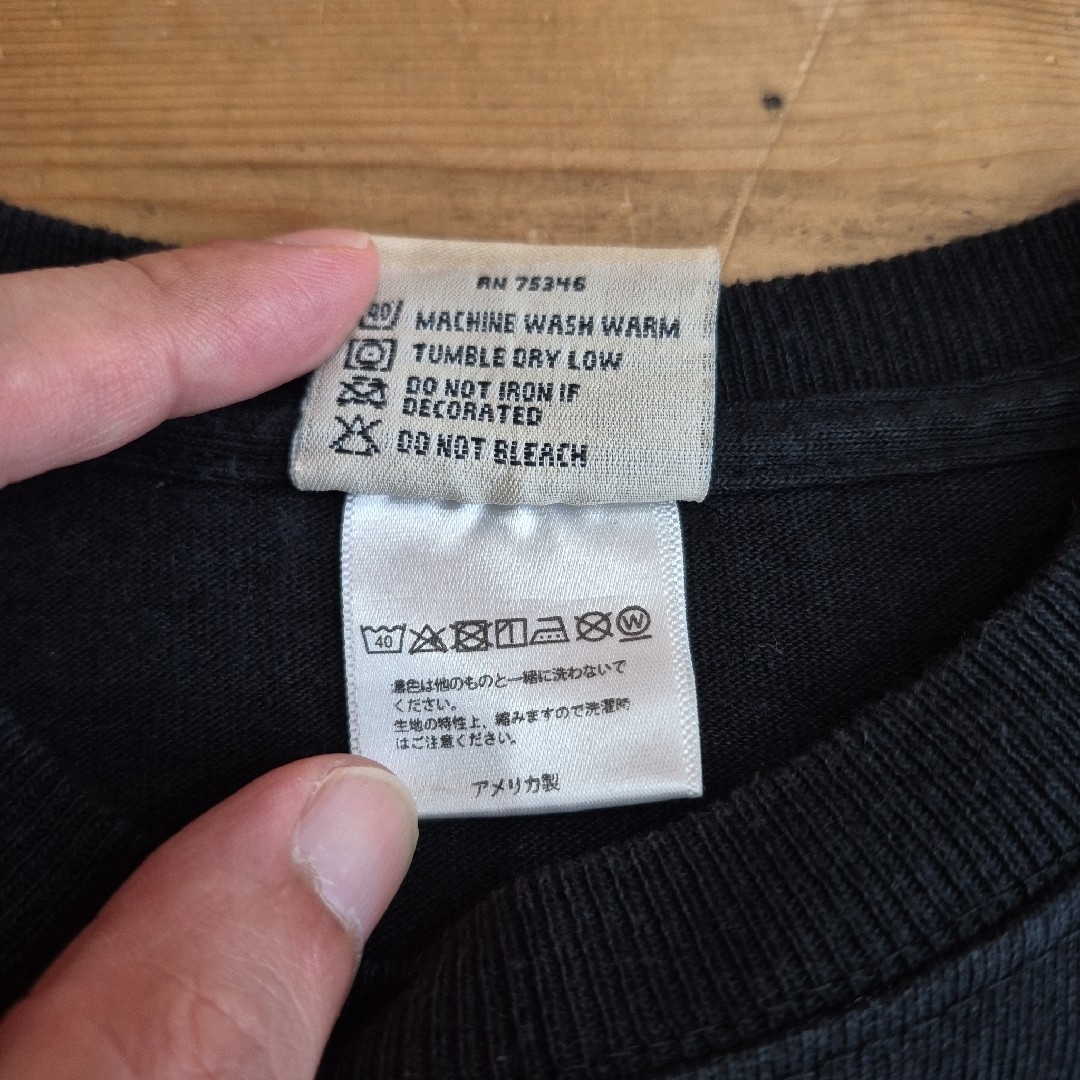 RN 75346
MACHINE WASH WARM
TUMBLE DRY LOW
DO NOT IRON IF
DECORATED
DO NOT BLEACH
40
W
濃色は他のものと一緒に洗わないで
ください。
生地の特性上、縮みますので洗濯時
はご注意ください。
アメリカ製